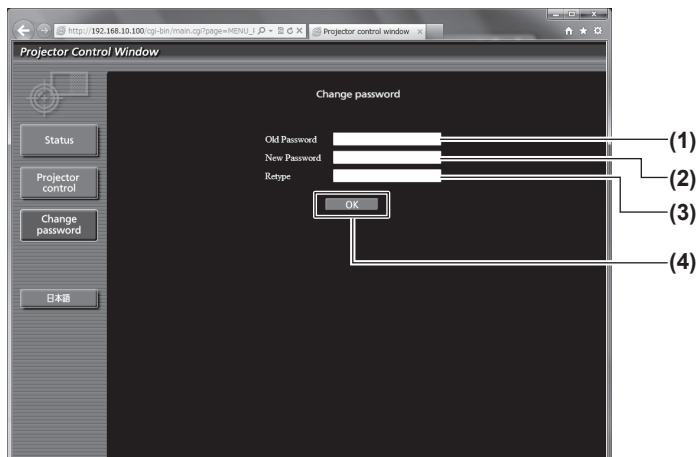 http://192.168.10.100/cgi-bin/main.cgi?page=MENU_I
Projector control window
Projector Control Window
Change password
Status
Old Password
(1)
New Password
(2)
Projector
control
Retype
(3)
OK
Change
password
(4)
日本語